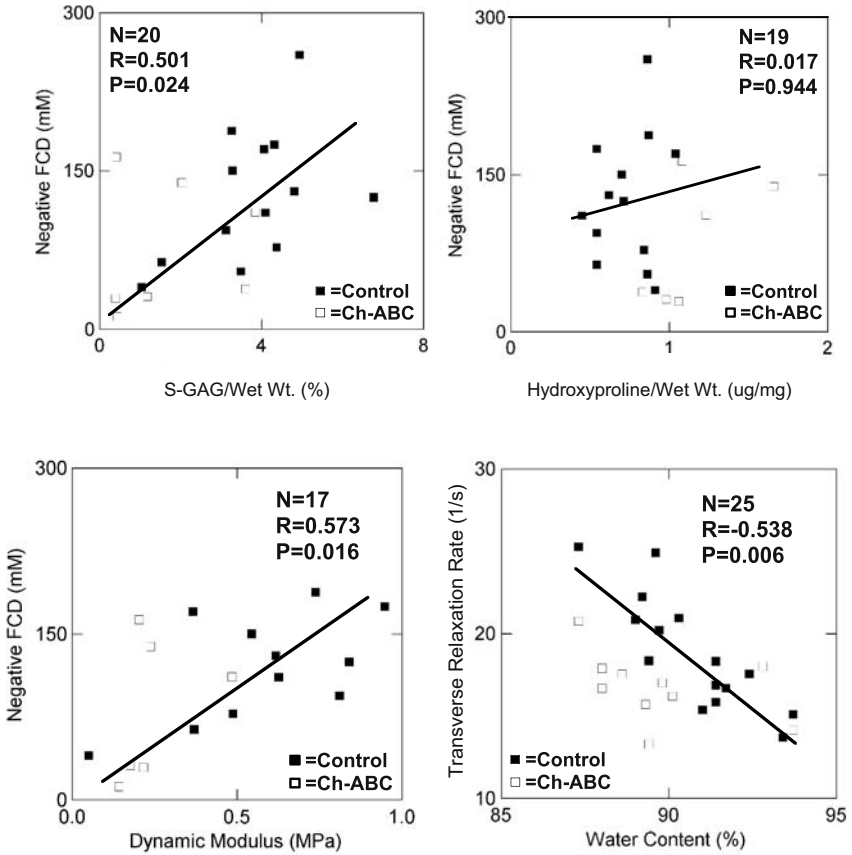 300
N=20
R=0.501
P=0.024
Negative FCD (mM)
150
■=Control
□=Ch-ABC
0
0
4
8
S-GAG/Wet Wt. (%)
300
N=19
R=0.017
P=0.944
Negative FCD (mM)
150
■=Control
□=Ch-ABC
0
0
1
2
Hydroxyproline/Wet Wt. (ug/mg)
300
N=17
R=0.573
P=0.016
Negative FCD (mM)
150
■=Control
□=Ch-ABC
0
0.0
0.5
1.0
Dynamic Modulus (MPa)
30
N=25
R=-0.538
P=0.006
Transverse Relaxation Rate (1/s)
20
■=Control
□=Ch-ABC
10
85
90
95
Water Content (%)